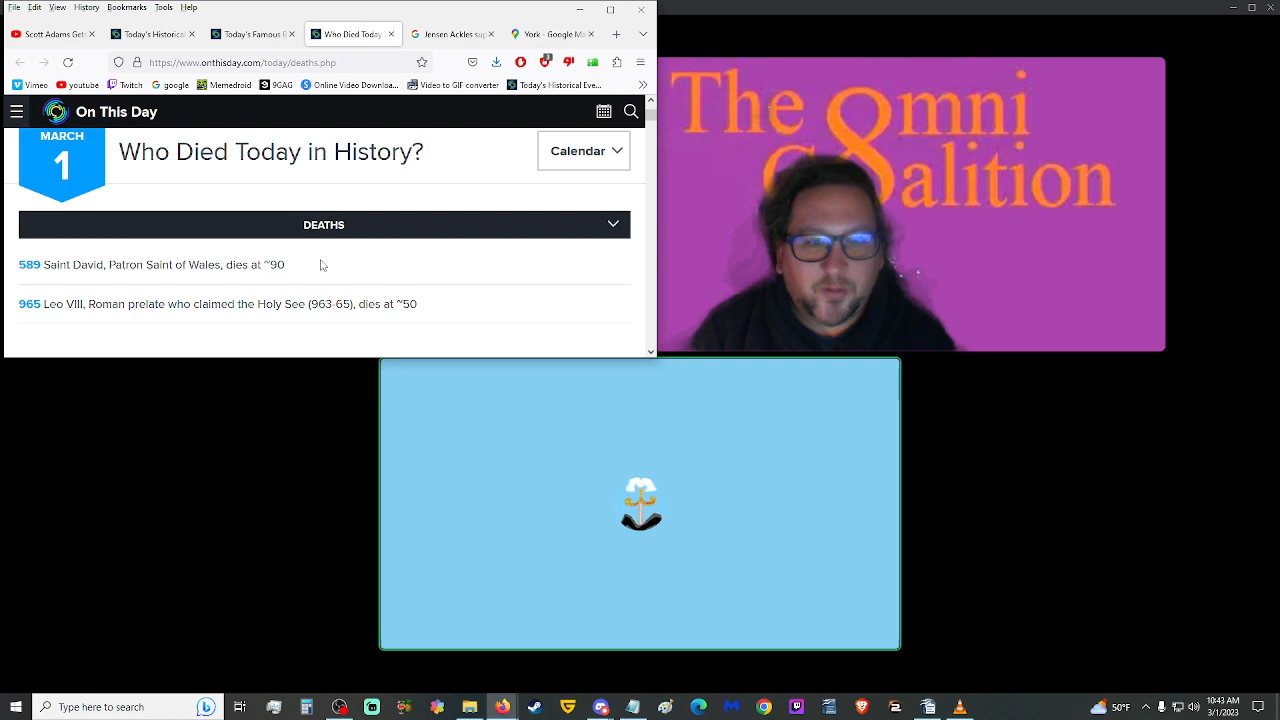 File Edit View History Bookmarks Tools Help
Scott Adams Gets
Today's Historical
Today's Famous B
Who Died Today
Jensen Ackles sup
York - Google Ma
https://www.onthisday.com/today/deaths.php
Vimeo youtube Twitch google Memedroid 9GAG Online Video Downloa... Video to GIF converter Today's Historical Eve...
On This Day
MARCH
1
Who Died Today in History?
Calendar
DEATHS
589 Saint David, Patron Saint of Wales, dies at ~90
965 Leo VIII, Roman prelate who claimed the Holy See (963-65), dies at ~50
The 8mni
C8alition
Type here to search
50°F
10:43 AM
3/1/2023